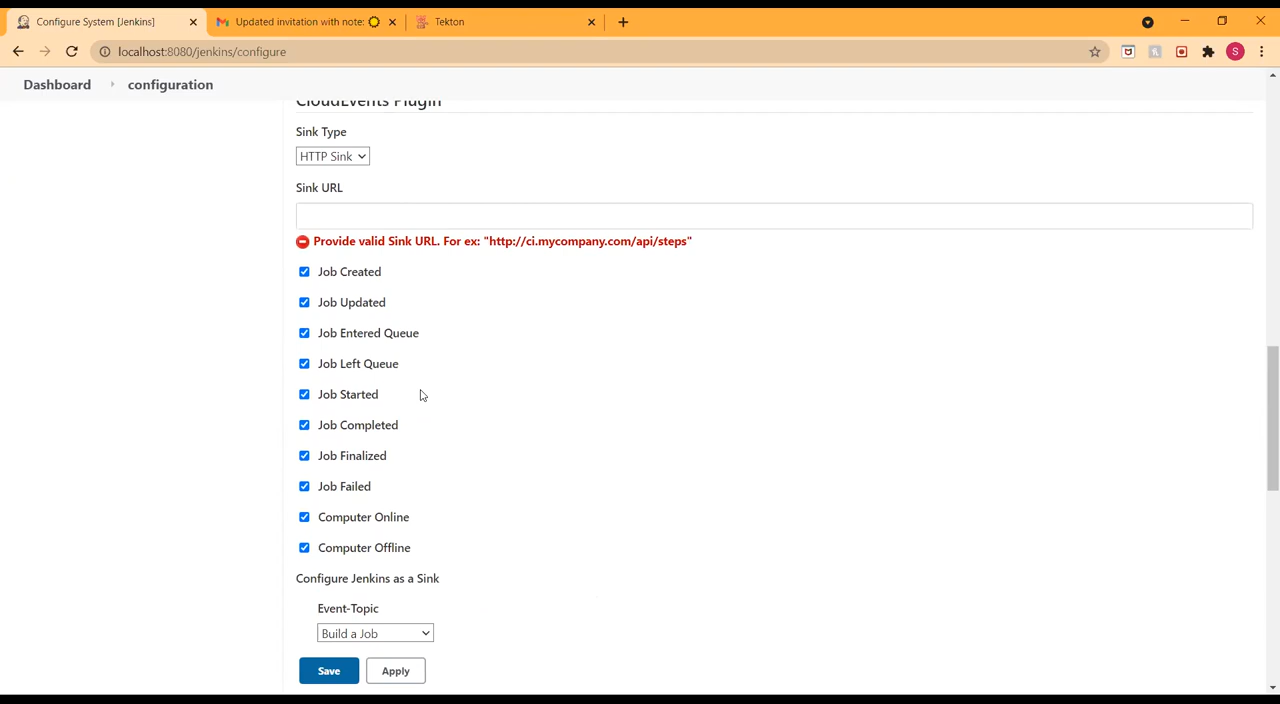 Configure System [Jenkins]
Updated invitation with note:
Tekton
localhost:8080/jenkins/configure
S
Dashboard
configuration
CloudEvents Plugin
Sink Type
HTTP Sink
Sink URL
Provide valid Sink URL. For ex: "http://ci.mycompany.com/api/steps"
Job Created
Job Updated
Job Entered Queue
Job Left Queue
Job Started
Job Completed
Job Finalized
Job Failed
Computer Online
Computer Offline
Configure Jenkins as a Sink
Event-Topic
Build a Job
Save Apply